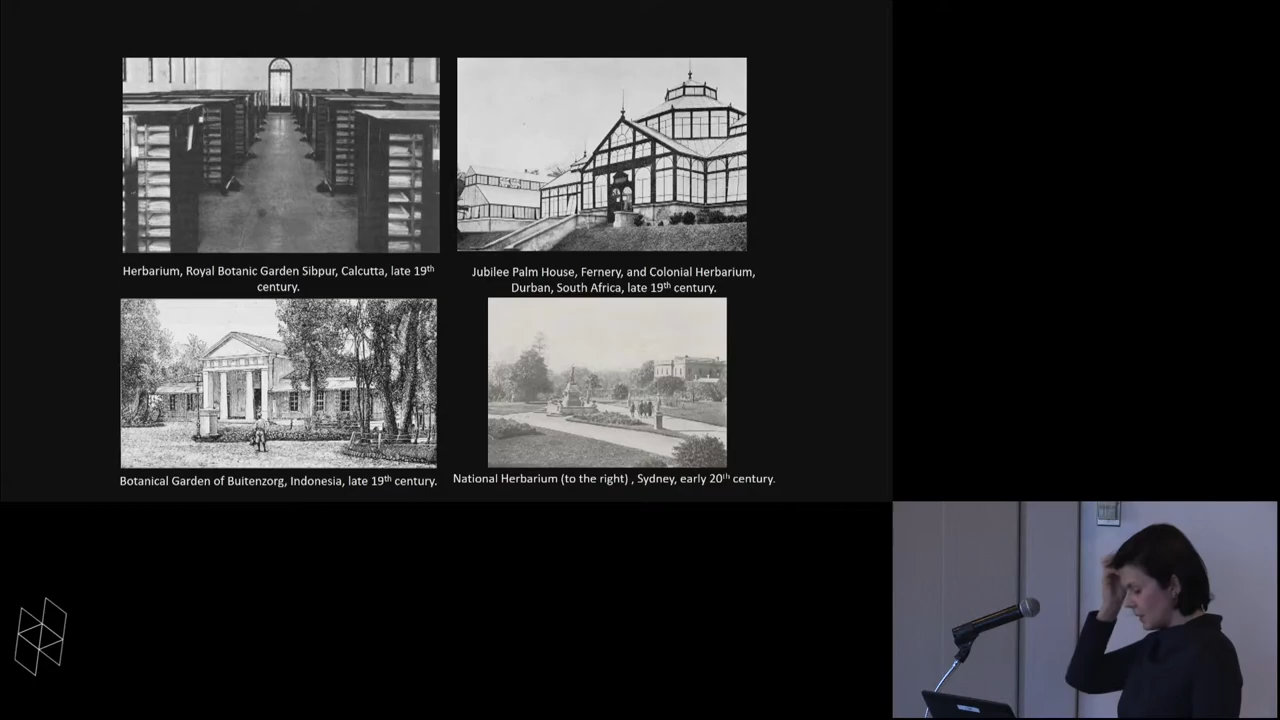 Herbarium, Royal Botanic Garden Sibpur, Calcutta, late 19th
century.
Jubilee Palm House, Fernery, and Colonial Herbarium,
Durban, South Africa, late 19th century.
Botanical Garden of Buitenzorg, Indonesia, late 19th century.
National Herbarium (to the right) , Sydney, early 20th century.